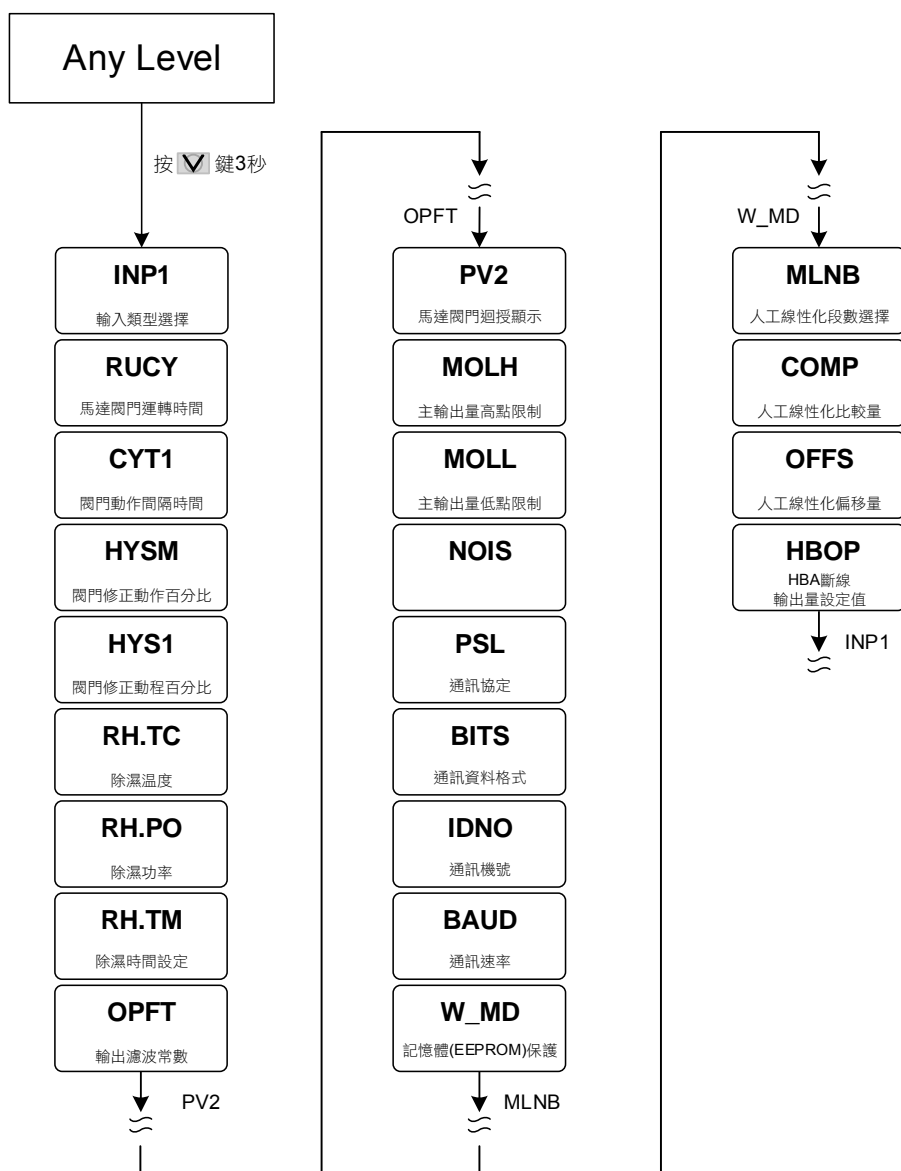 Any Level
按 V 鍵3秒
INP1
輸入類型選擇
RUCY
馬達閥門運轉時間
CYT1
閥門動作間隔時間
HYSM
閥門修正動作百分比
HYS1
閥門修正動程百分比
RH.TC
除濕温度
RH.PO
除濕功率
RH.TM
除濕時間設定
OPFT
輸出濾波常數
PV2
OPFT
PV2
馬達閥門迴授顯示
MOLH
主輸出量高點限制
MOLL
主輸出量低點限制
NOIS
PSL
通訊協定
BITS
通訊資料格式
IDNO
通訊機號
BAUD
通訊速率
W_MD
記憶體(EEPROM)保護
MLNB
W_MD
MLNB
人工線性化段數選擇
COMP
人工線性化比較量
OFFS
人工線性化偏移量
HBOP
HBA斷線
輸出量設定值
INP1